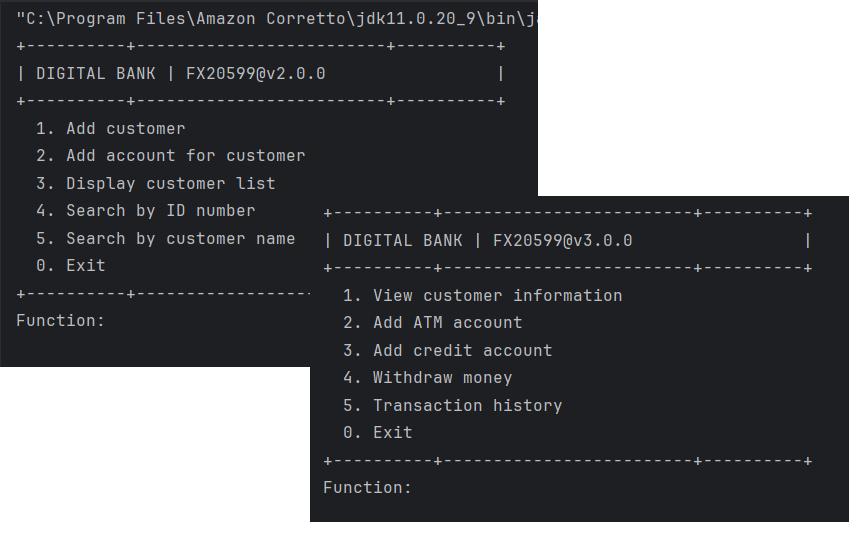 "C:\Program Files\Amazon Corretto\jdk11.0.20_9\bin\
+----------+-------------------------+----------+
| DIGITAL BANK | FX20599@v2.0.0                 |
+----------+-------------------------+----------+
1. Add customer
2. Add account for customer
3. Display customer list
4. Search by ID number
5. Search by customer name
0. Exit
+----------+------------------
Function:
+----------+-------------------------+----------+
| DIGITAL BANK | FX20599@v3.0.0                 |
+----------+-------------------------+----------+
1. View customer information
2. Add ATM account
3. Add credit account
4. Withdraw money
5. Transaction history
0. Exit
+----------+-------------------------+----------+
Function: